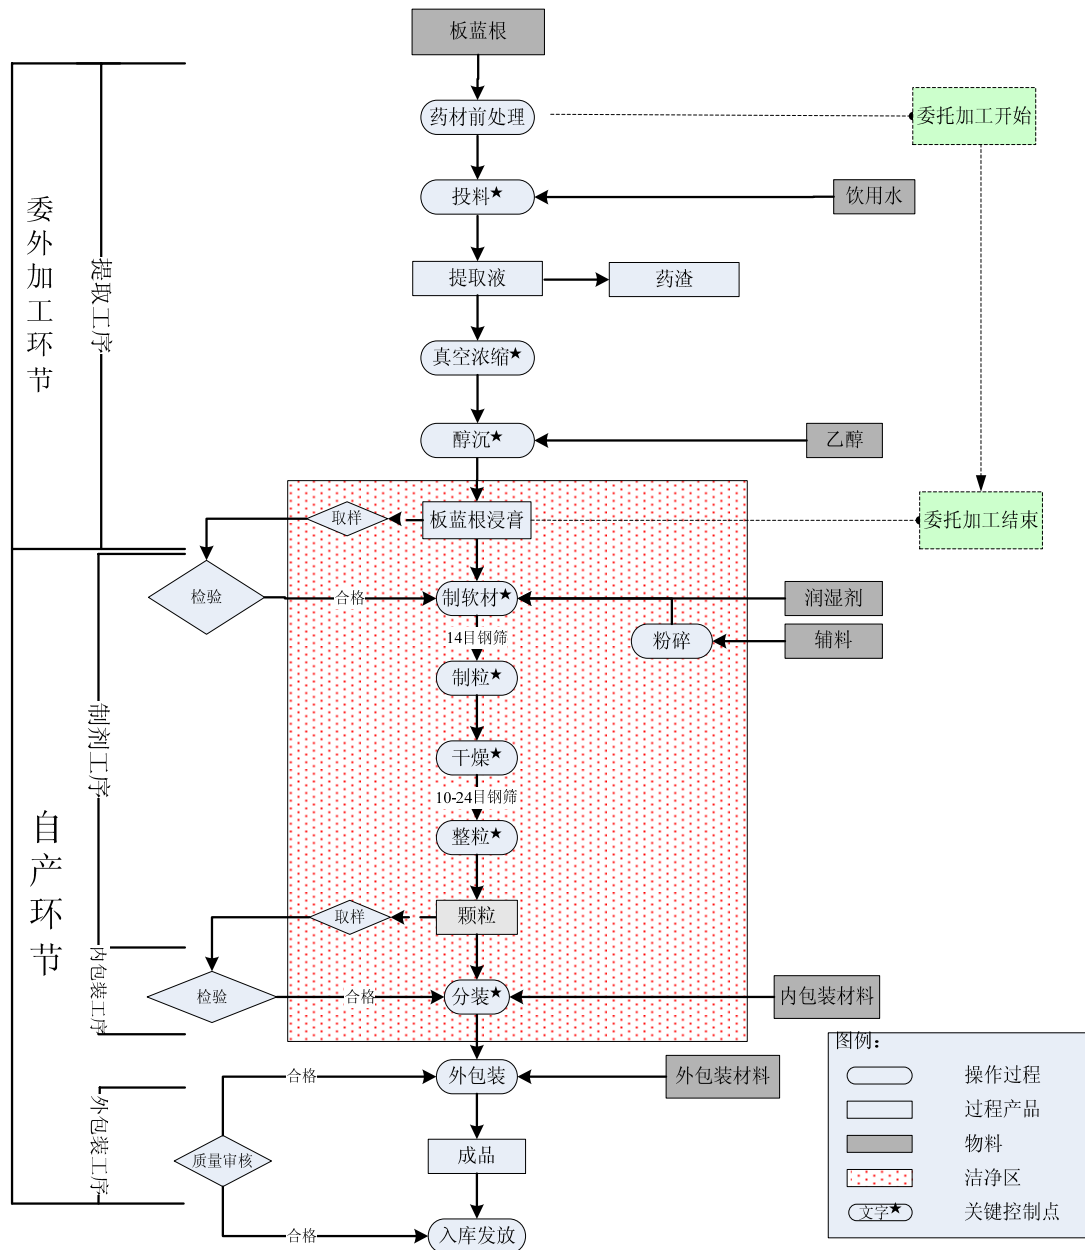 板蓝根
药材前处理
委托加工开始
投料★
饮用水
委外加工环节
提取工序
提取液
药渣
真空浓缩★
醇沉★
乙醇
取样
板蓝根浸膏
委托加工结束
检验
合格
制软材★
润湿剂
14目钢筛
粉碎
辅料
制粒★
制剂工序
干燥★
10-24目钢筛
自产环节
整粒★
取样
颗粒
内包装工序
检验
合格
分装★
内包装材料
图例：
合格
外包装
外包装材料
操作过程
外包装工序
过程产品
质量审核
成品
物料
洁净区
文字★
关键控制点
合格
入库发放